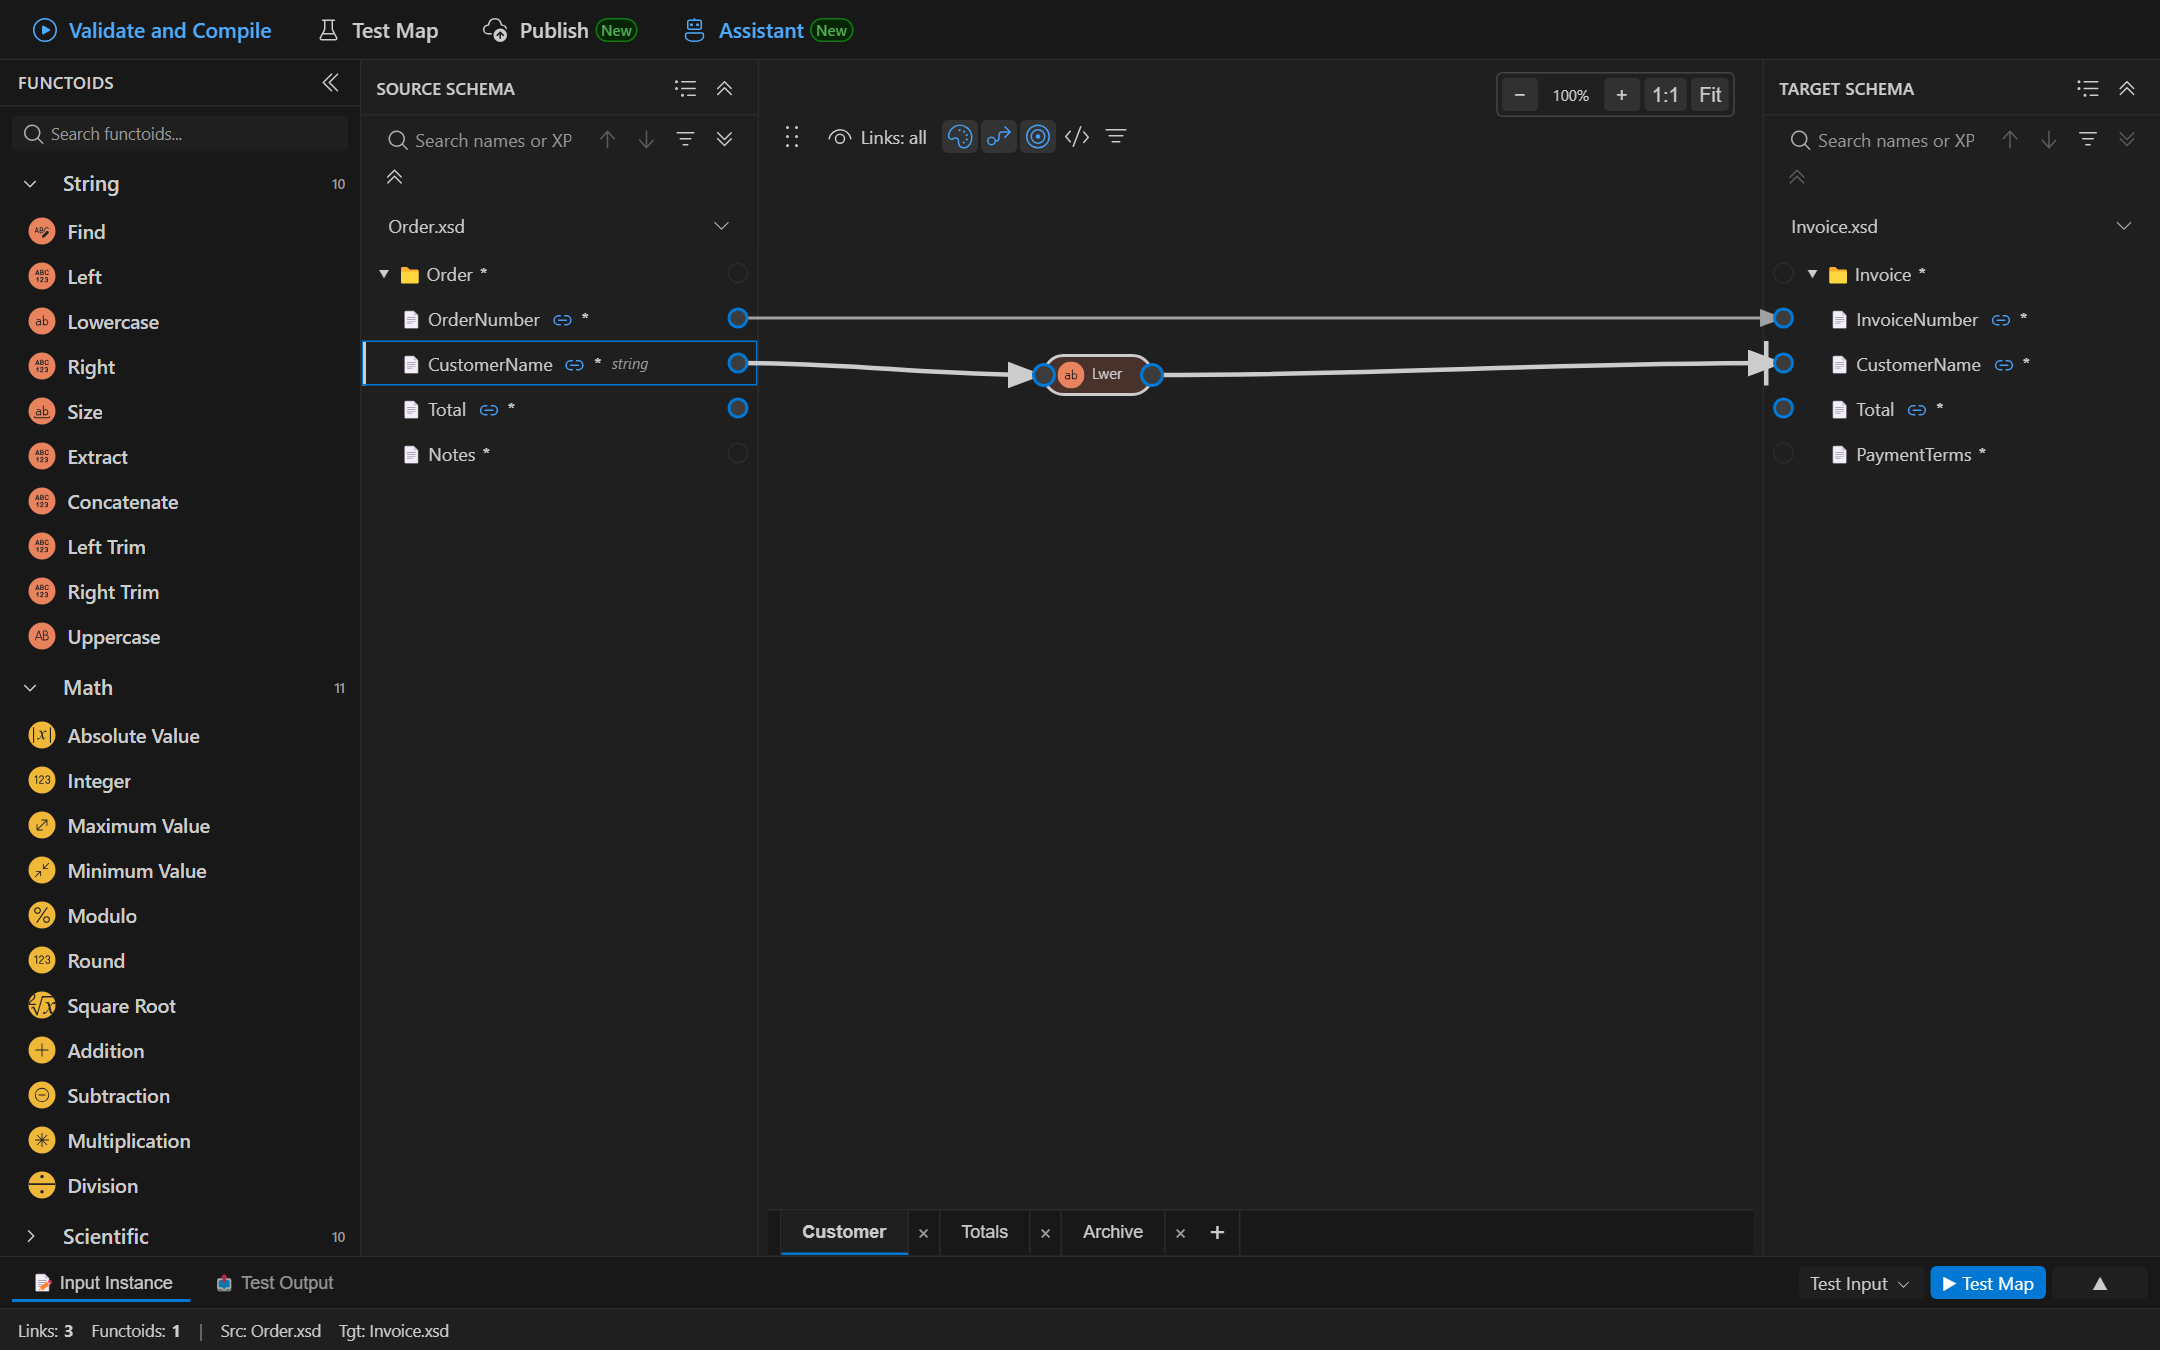 Validate and Compile
Test Map
Publish New
Assistant New
FUNCTOIDS
Search functoids...
String 10
Find
Left
Lowercase
Right
Size
Extract
Concatenate
Left Trim
Right Trim
Uppercase
Math 11
Absolute Value
Integer
Maximum Value
Minimum Value
Modulo
Round
Square Root
Addition
Subtraction
Multiplication
Division
Scientific 10
SOURCE SCHEMA
Search names or XP
Order.xsd
Order *
OrderNumber *
CustomerName * string
Total *
Notes *
Links: all
− 100% + 1:1 Fit
ab Lwer
Customer × Totals × Archive × +
TARGET SCHEMA
Search names or XP
Invoice.xsd
Invoice *
InvoiceNumber *
CustomerName *
Total *
PaymentTerms *
Input Instance
Test Output
Test Input
Test Map
Links: 3 Functoids: 1 | Src: Order.xsd Tgt: Invoice.xsd